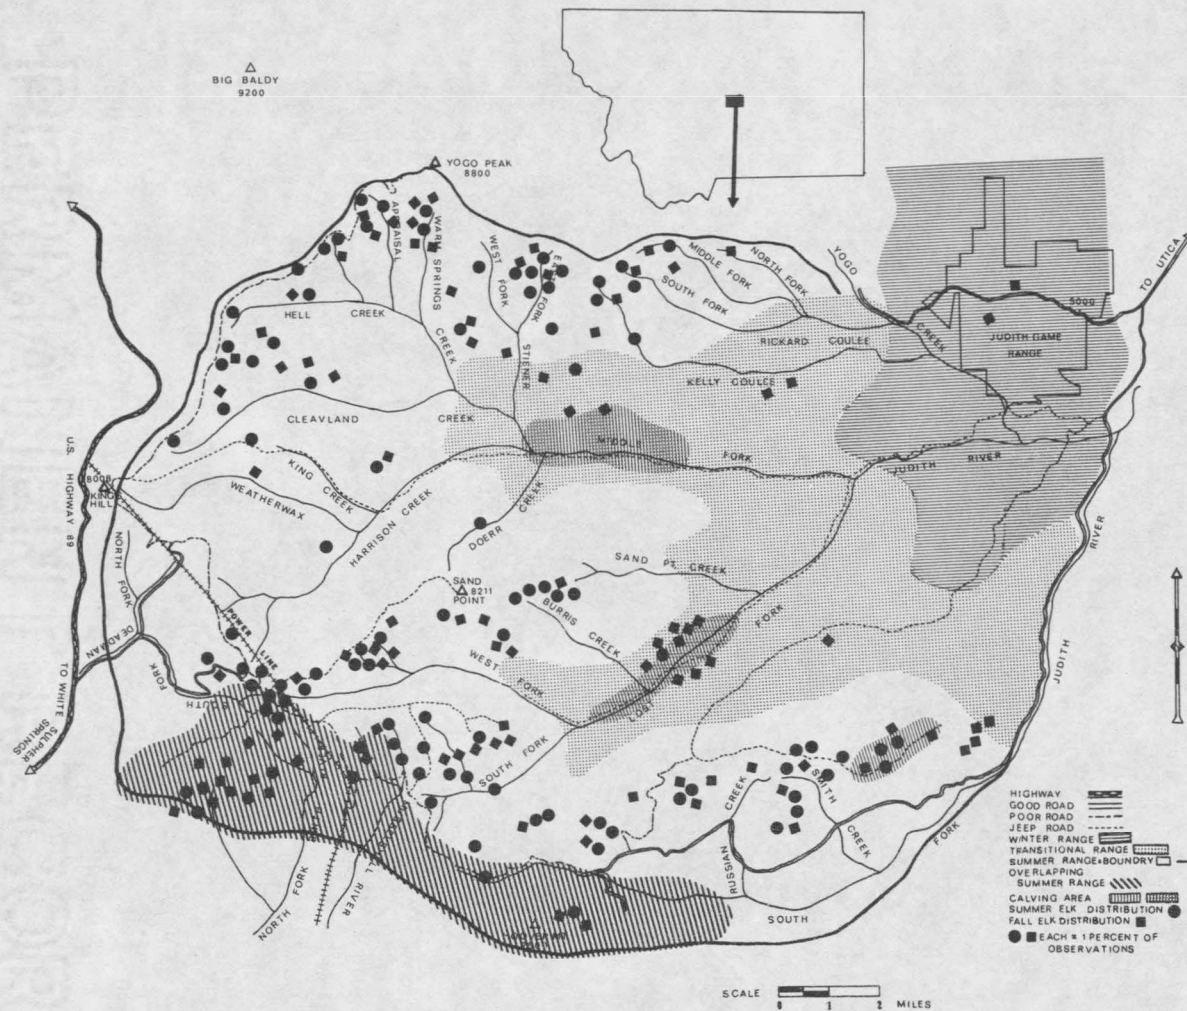 BIG BALDY
9200
YOGO PEAK
8800
APPRAISAL
WARM SPRINGS
CREEK
WEST
FORK
EAST
FORK
STIENER
MIDDLE FORK
NORTH FORK
SOUTH FORK
YOGO
CREEK
TO UTICA
5000
JUDITH GAME
RANGE
HELL CREEK
RICKARD COULEE
KELLY COULCE
CLEAVLAND CREEK
MIDDLE FORK
JUDITH RIVER
KING CREEK
WEATHERWAX
HARRISON CREEK
DOERR CREEK
U.S. HIGHWAY 89
KING
HILL
NORTH FORK
DEADMAN
FORK
POWER LINE
SAND
POINT
8211
SAND PT. CREEK
BURRIS CREEK
WEST FORK
LOST FORK
JUDITH RIVER
SOUTH
TO WHITE
SULPHER
SPRINGS
SOUTH FORK
SMITH
CREEK
RUSSIAN
CREEK
SOUTH
FORK
NORTH FORK
RIVER
HIGHWAY
GOOD ROAD
POOR ROAD
JEEP ROAD
WINTER RANGE
TRANSITIONAL RANGE
SUMMER RANGE=BOUNDRY
OVERLAPPING
SUMMER RANGE
CALVING AREA
SUMMER ELK DISTRIBUTION
FALL ELK DISTRIBUTION
EACH = 1 PERCENT OF
OBSERVATIONS
SCALE
0 1 2 MILES